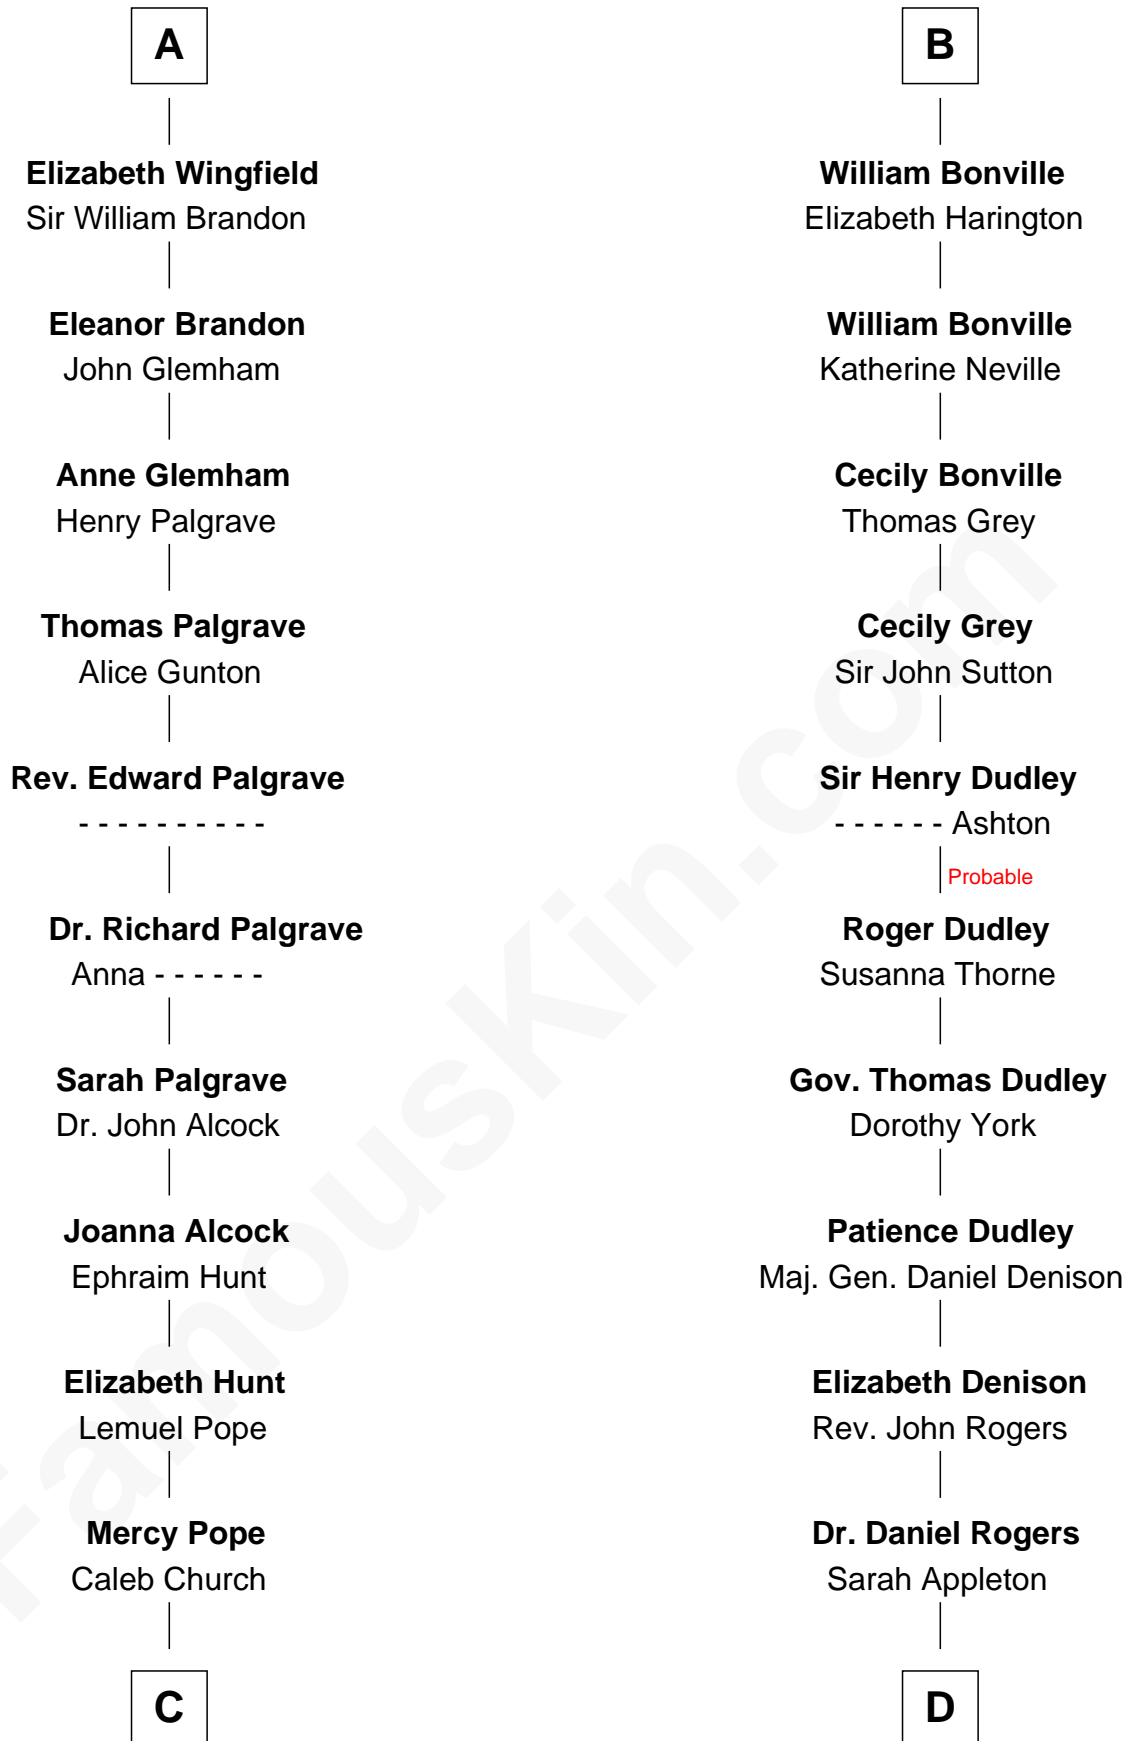 A
Elizabeth Wingfield
Sir William Brandon
Eleanor Brandon
John Glemham
Anne Glemham
Henry Palgrave
Thomas Palgrave
Alice Gunton
Rev. Edward Palgrave
- - - - - - - - - -
Dr. Richard Palgrave
Anna - - - - - -
Sarah Palgrave
Dr. John Alcock
Joanna Alcock
Ephraim Hunt
Elizabeth Hunt
Lemuel Pope
Mercy Pope
Caleb Church
C
B
William Bonville
Elizabeth Harington
William Bonville
Katherine Neville
Cecily Bonville
Thomas Grey
Cecily Grey
Sir John Sutton
Sir Henry Dudley
- - - - - - Ashton
Probable
Roger Dudley
Susanna Thorne
Gov. Thomas Dudley
Dorothy York
Patience Dudley
Maj. Gen. Daniel Denison
Elizabeth Denison
Rev. John Rogers
Dr. Daniel Rogers
Sarah Appleton
D
FamousKin.com